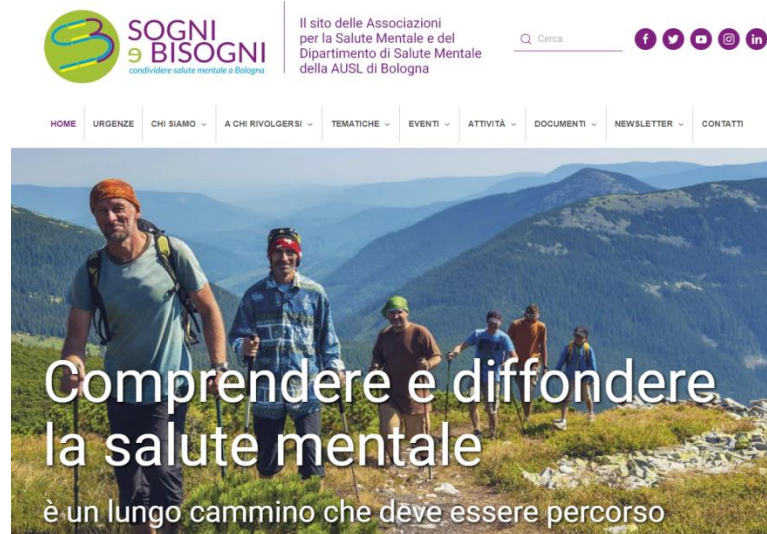 SOGNI
e BISOGNI
condividere salute mentale a Bologna
Il sito delle Associazioni
per la Salute Mentale e del
Dipartimento di Salute Mentale
della AUSL di Bologna
Cerca
HOME URGENZE CHI SIAMO A CHI RIVOLGERSI TEMATICHE EVENTI ATTIVITÀ DOCUMENTI NEWSLETTER CONTATTI
Comprendere e diffondere
la salute mentale
è un lungo cammino che deve essere percorso